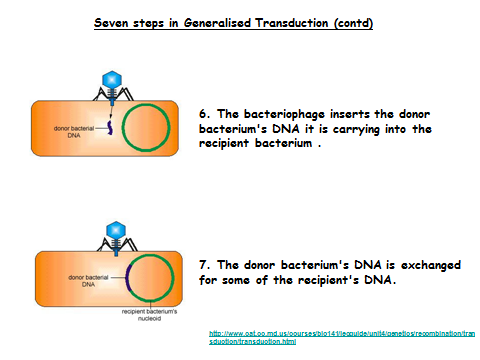 Seven steps in Generalised Transduction (contd)
donor bacterial
DNA
6. The bacteriophage inserts the donor
bacterium's DNA it is carrying into the
recipient bacterium .
donor bacterial
DNA
recipient bacterium's
nucleoid
7. The donor bacterium's DNA is exchanged
for some of the recipient's DNA.
http://www.cat.cc.md.us/courses/bio141/lecguide/unit4/genetics/recombination/tran
sduction/transduction.html